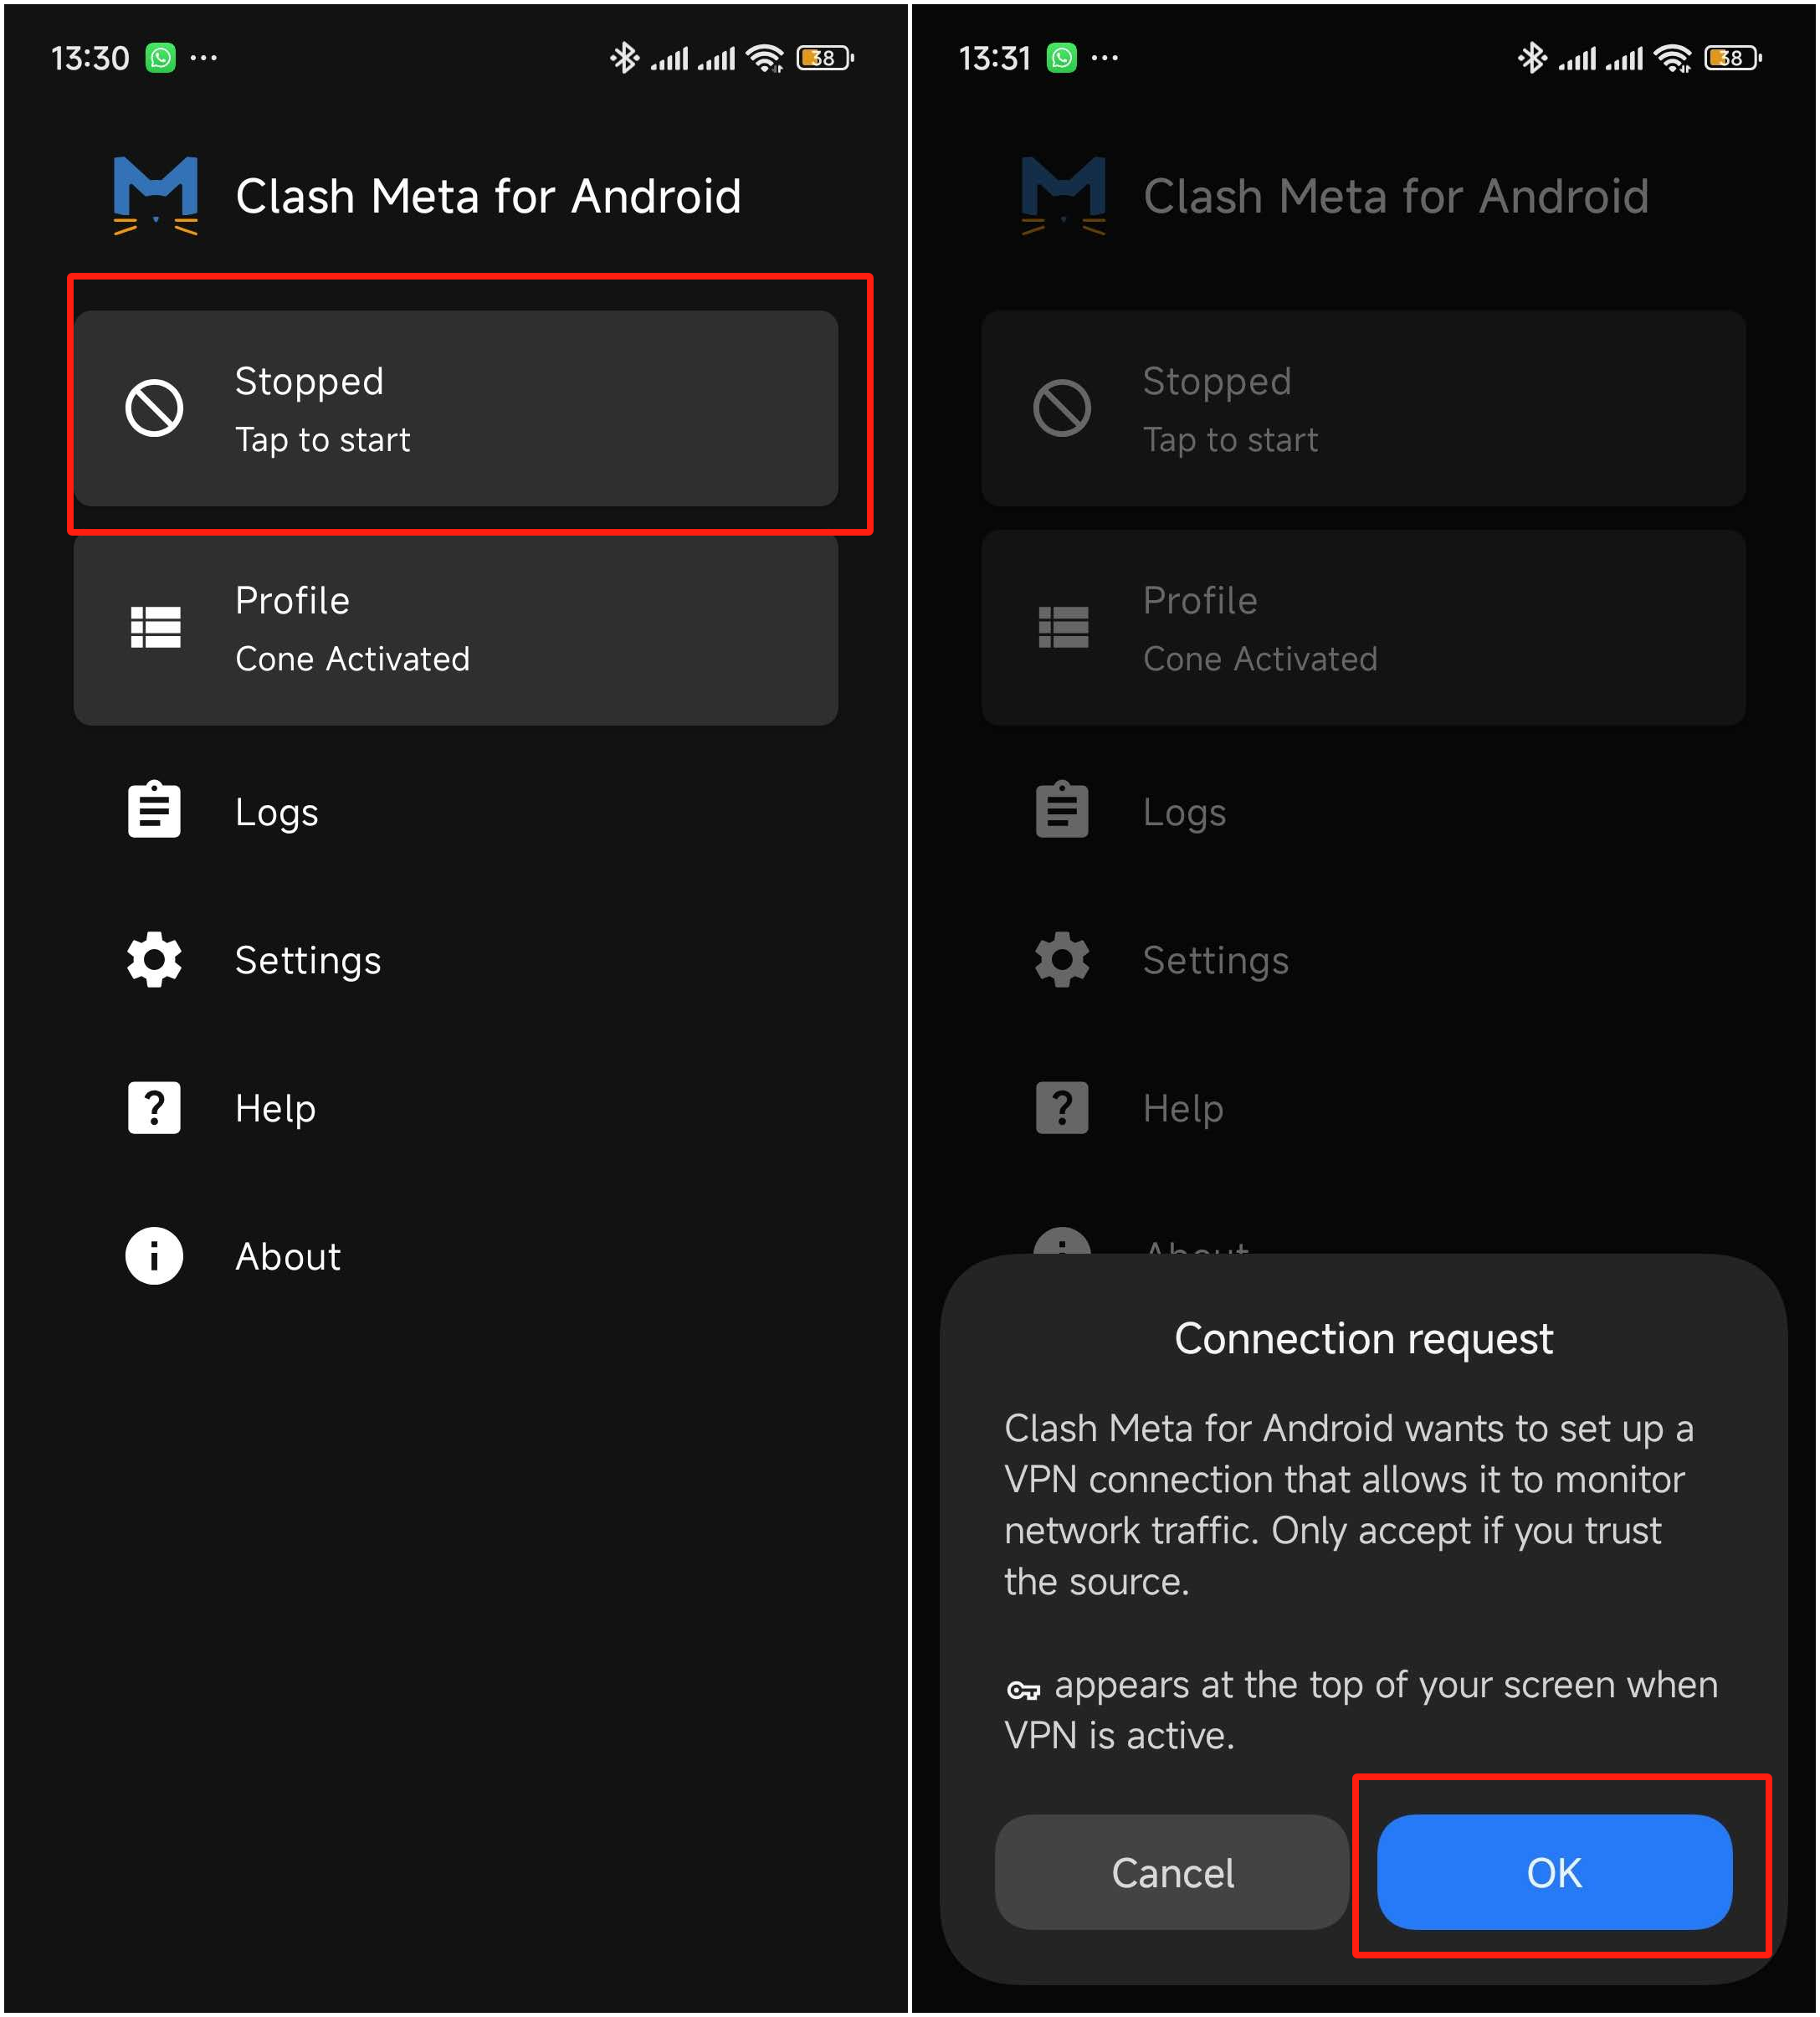 13:30
38
Clash Meta for Android
Stopped
Tap to start
Profile
Cone Activated
Logs
Settings
Help
About
13:31
38
Clash Meta for Android
Stopped
Tap to start
Profile
Cone Activated
Logs
Settings
Help
About
Connection request
Clash Meta for Android wants to set up a
VPN connection that allows it to monitor
network traffic. Only accept if you trust
the source.
appears at the top of your screen when
VPN is active.
Cancel
OK